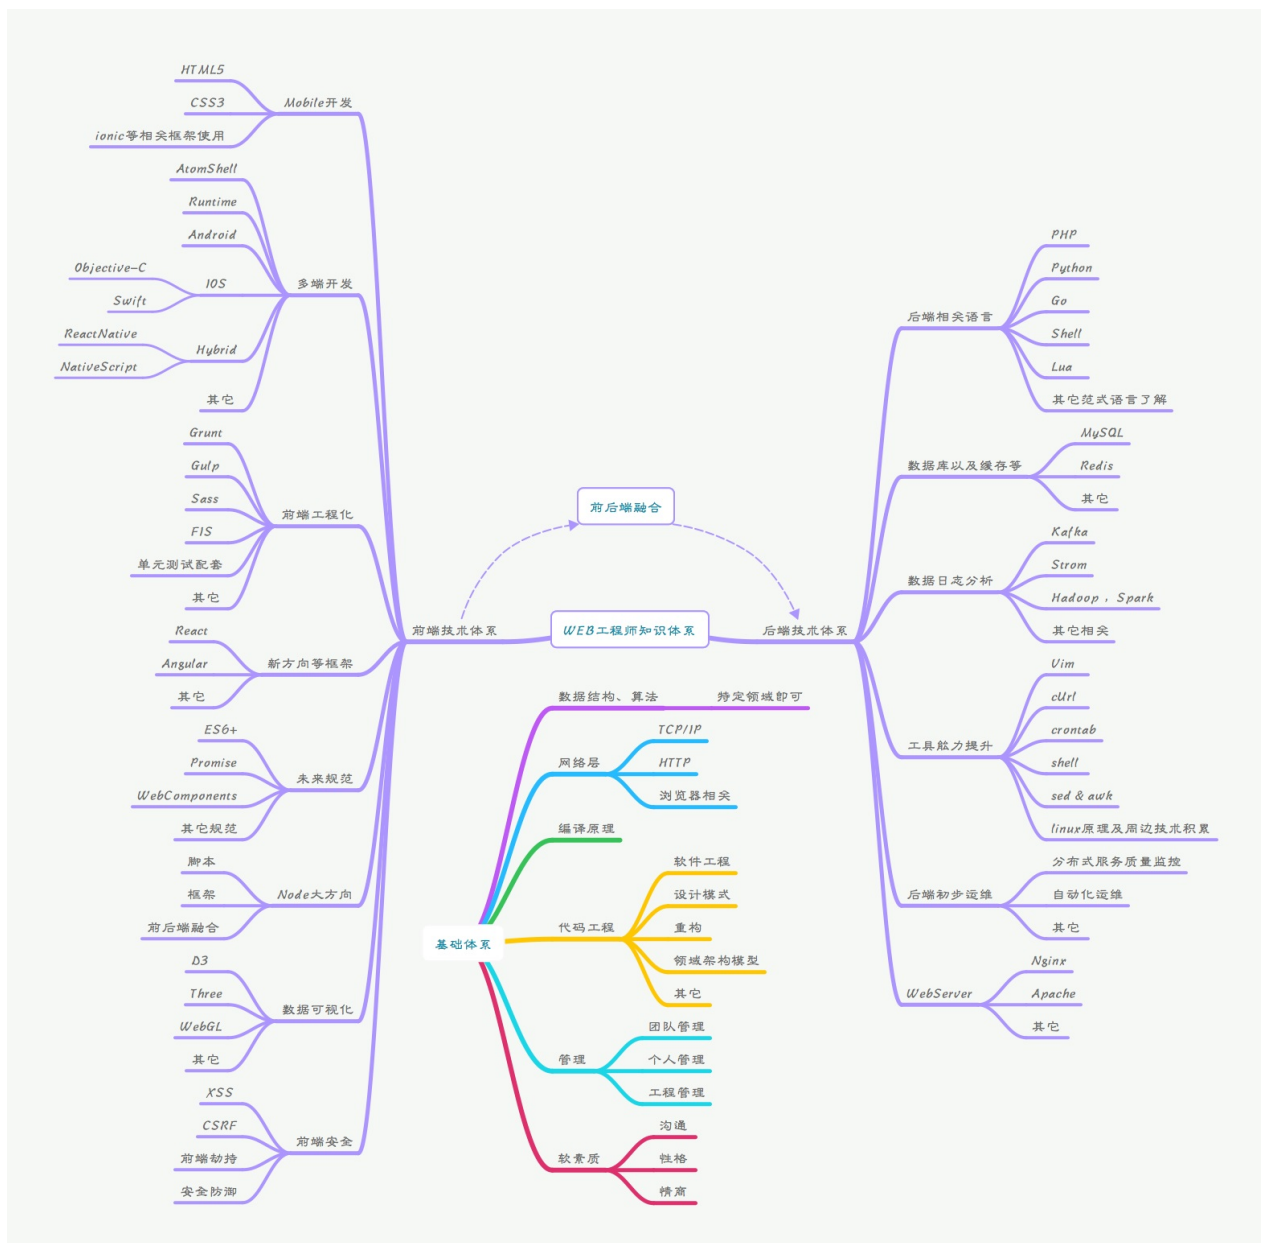 HTML5
CSS3
ionic等相关框架使用
Mobile开发
AtomShell
Runtime
Android
Objective-C
Swift
IOS
ReactNative
NativeScript
Hybrid
其它
多端开发
Grunt
Gulp
Sass
FIS
单元测试配套
其它
前端工程化
React
Angular
其它
新方向等框架
ES6+
Promise
WebComponents
其它规范
未来规范
脚本
框架
前后端融合
Node大方向
D3
Three
WebGL
其它
数据可视化
XSS
CSRF
前端劫持
安全防御
前端安全
前端技术体系
前后端融合
WEB工程师知识体系
后端技术体系
后端相关语言
PHP
Python
Go
Shell
Lua
其它范式语言了解
数据库以及缓存等
MySQL
Redis
其它
数据日志分析
Kafka
Strom
Hadoop ，Spark
其它相关
工具能力提升
Vim
cUrl
crontab
shell
sed & awk
linux原理及周边技术积累
后端初步运维
分布式服务质量监控
自动化运维
其它
WebServer
Nginx
Apache
其它
基础体系
数据结构、算法
特定领域即可
网络层
TCP/IP
HTTP
浏览器相关
编译原理
代码工程
软件工程
设计模式
重构
领域架构模型
其它
管理
团队管理
个人管理
工程管理
软素质
沟通
性格
情商